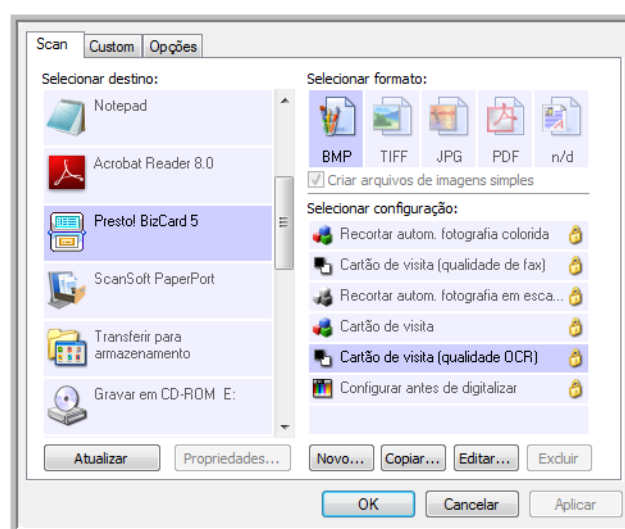 Scan
Custom
Opções
Selecionar destino:
Notepad
Acrobat Reader 8.0
Presto! BizCard 5
ScanSoft PaperPort
Transferir para
armazenamento
Gravar em CD-ROM E:
Atualizar
Propriedades...
Selecionar formato:
BMP
TIFF
JPG
PDF
n/d
Criar arquivos de imagens simples
Selecionar configuração:
Recortar autom. fotografia colorida
Cartão de visita (qualidade de fax)
Recortar autom. fotografia em esca...
Cartão de visita
Cartão de visita (qualidade OCR)
Configurar antes de digitalizar
Novo...
Copiar...
Editar...
Excluir
OK
Cancelar
Aplicar